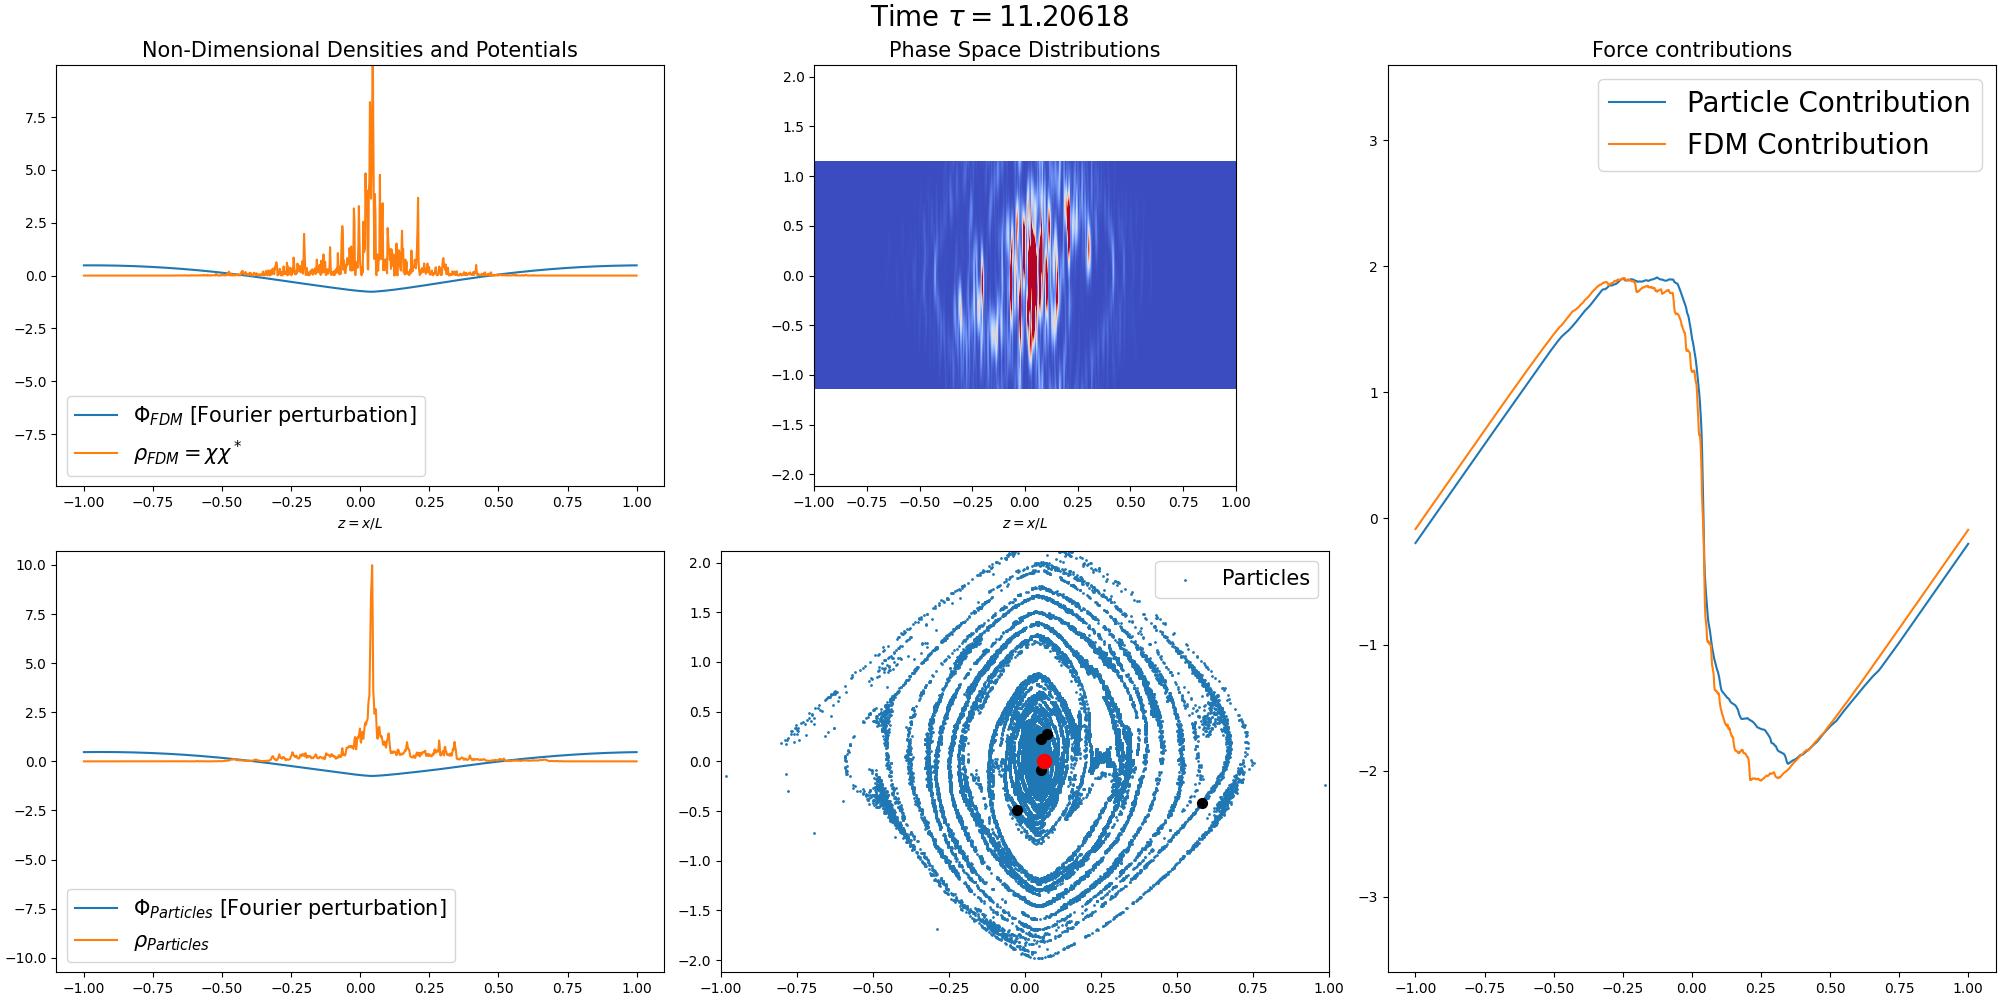 Time τ = 11.20618
Non-Dimensional Densities and Potentials
7.5
5.0
2.5
0.0
−2.5
−5.0
−7.5
Φ_FDM [Fourier perturbation]
ρ_FDM = χχ*
−1.00 −0.75 −0.50 −0.25 0.00 0.25 0.50 0.75 1.00
z = x/L
Phase Space Distributions
2.0
1.5
1.0
0.5
0.0
−0.5
−1.0
−1.5
−2.0
−1.00 −0.75 −0.50 −0.25 0.00 0.25 0.50 0.75 1.00
z = x/L
Force contributions
Particle Contribution
FDM Contribution
3
2
1
0
−1
−2
−3
−1.00 −0.75 −0.50 −0.25 0.00 0.25 0.50 0.75 1.00
10.0
7.5
5.0
2.5
0.0
−2.5
−5.0
−7.5
−10.0
Φ_Particles [Fourier perturbation]
ρ_Particles
−1.00 −0.75 −0.50 −0.25 0.00 0.25 0.50 0.75 1.00
Particles
2.0
1.5
1.0
0.5
0.0
−0.5
−1.0
−1.5
−2.0
−1.00 −0.75 −0.50 −0.25 0.00 0.25 0.50 0.75 1.00